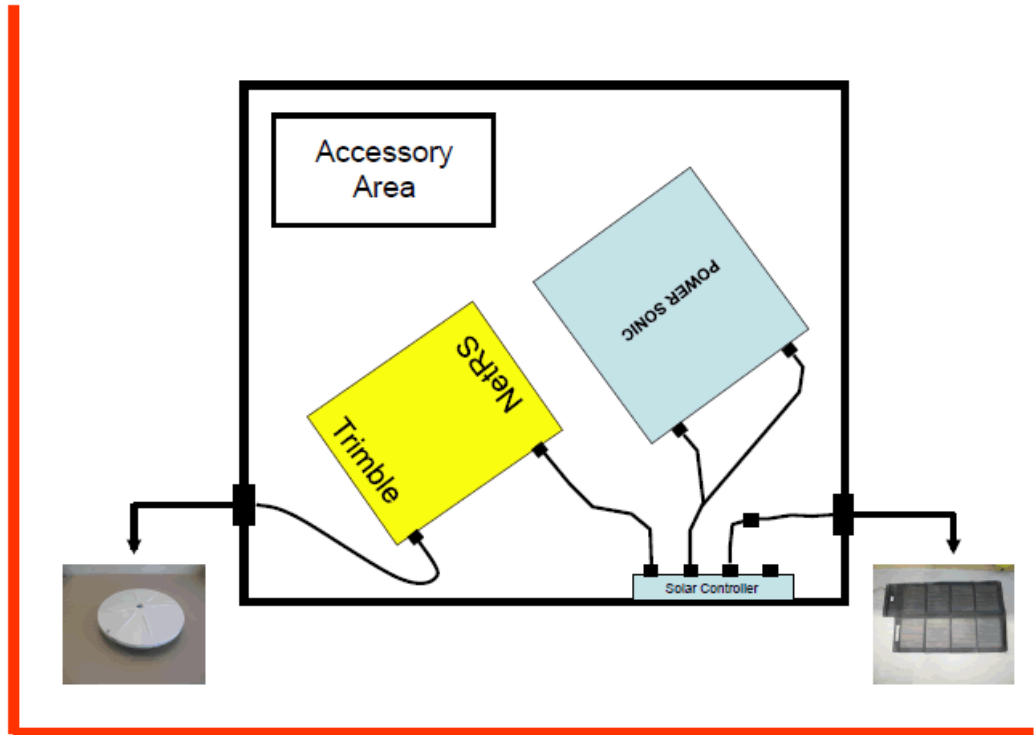 Accessory
Area
POWER SONIC
NetRS
Trimble
Solar Controller